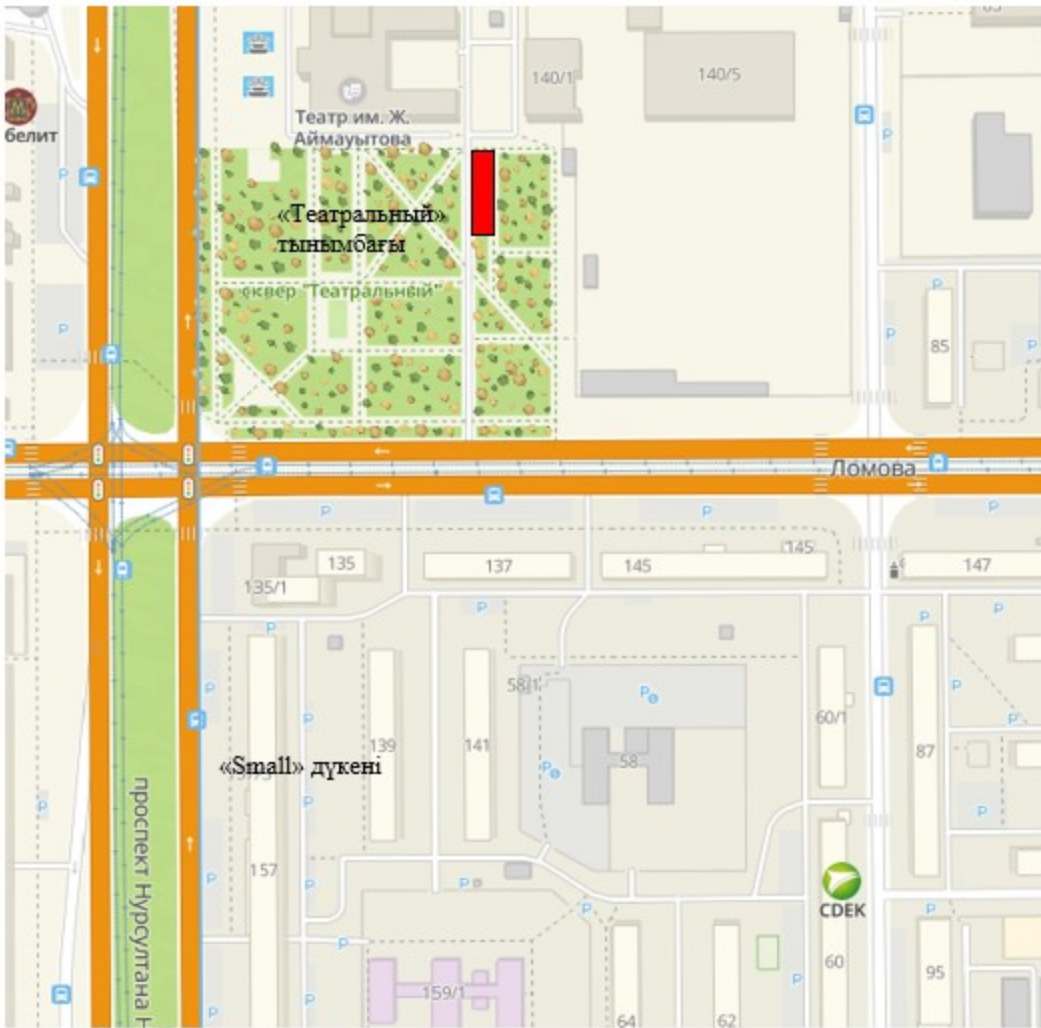 85
140/1
140/5
Театр им. Ж.
Аймауытова
белит
P
P
P
«Театральный»
тынымбағы
сквер "Театральный"
P
P
P
P
85
P
Ломова
P
P
P
135
137
145
145
147
135/1
P
P
P
P
58/1
P
P
P
60/1
P
P
139
141
58
87
«Small» дүкені
P
P
P
P
проспект Нурсултана Н
157
P
P
P
CDEK
P
P
60
95
159/1
P
P
64
62